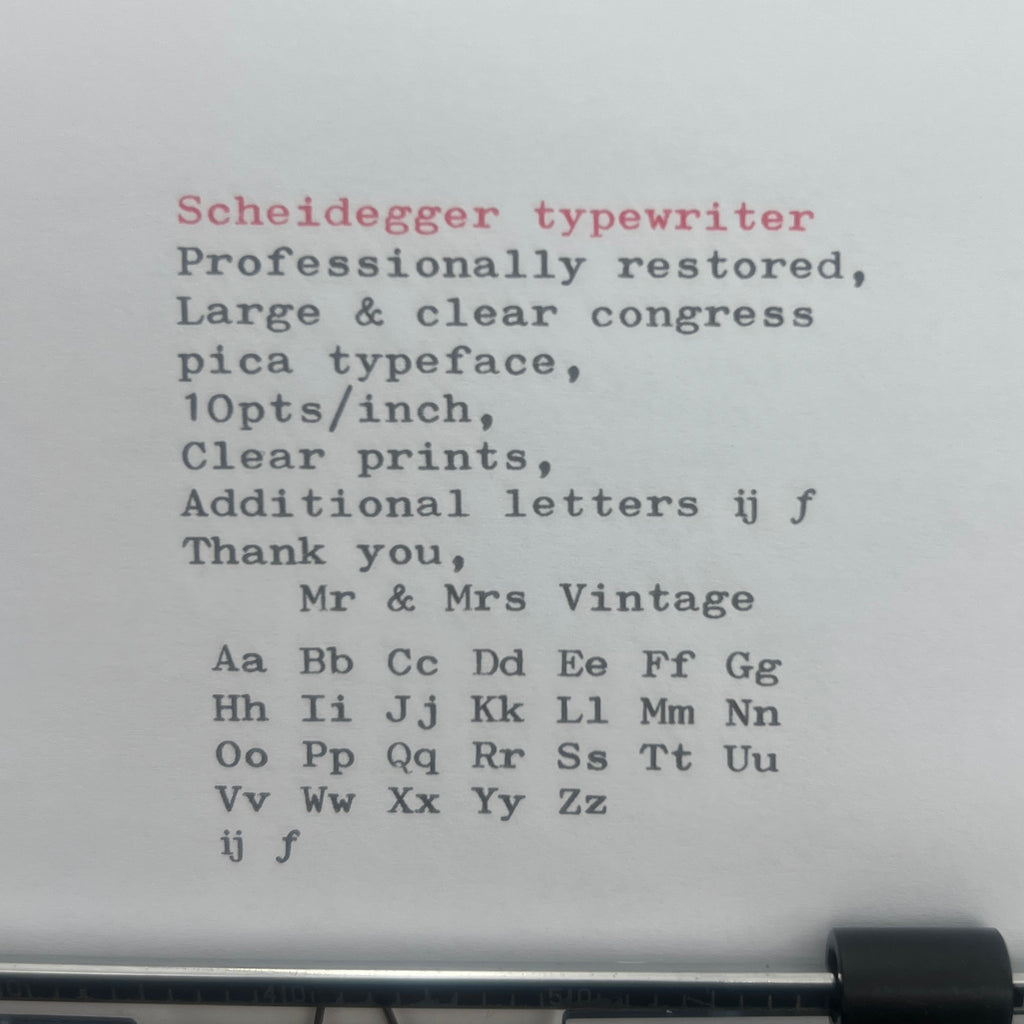 Scheidegger typewriter
Professionally restored,
Large & clear congress
pica typeface,
10pts/inch,
Clear prints,
Additional letters ij ƒ
Thank you,
Mr & Mrs Vintage
Aa Bb Cc Dd Ee Ff Gg
Hh Ii Jj Kk Ll Mm Nn
Oo Pp Qq Rr Ss Tt Uu
Vv Ww Xx Yy Zz
ij ƒ
40 50